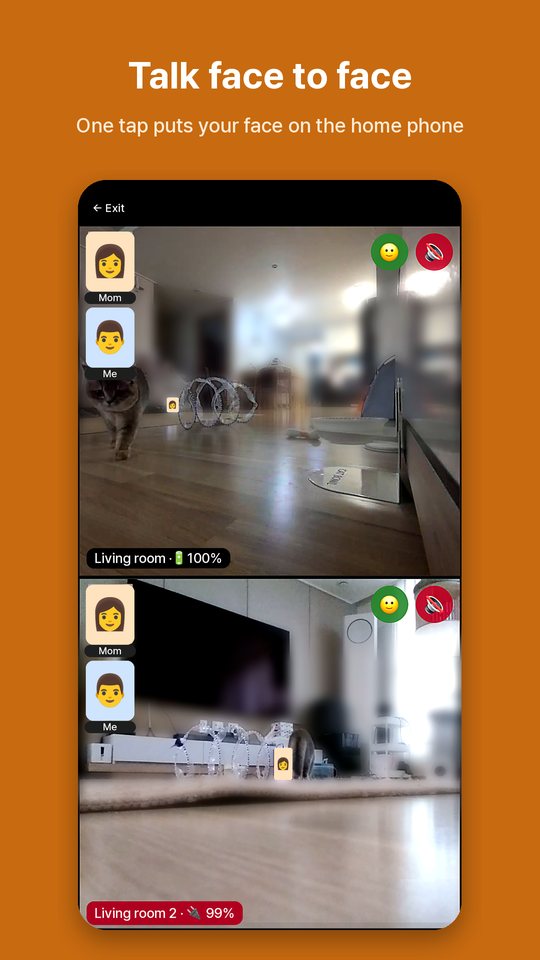 Talk face to face
One tap puts your face on the home phone
← Exit
Mom
Me
Living room · 100%
Mom
Me
Living room 2 · 99%